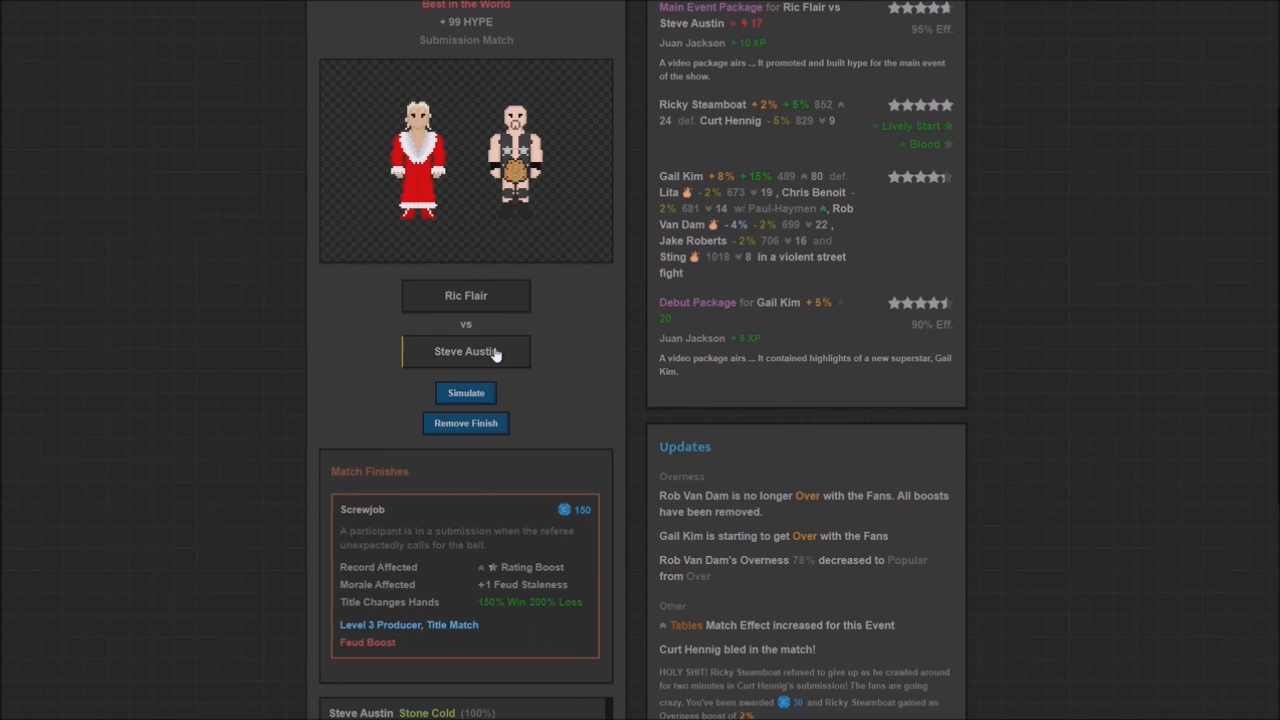 Best in the World
+ 99 HYPE
Submission Match
Ric Flair
vs
Steve Austin
Simulate
Remove Finish
Match Finishes
Screwjob 150
A participant is in a submission when the referee
unexpectedly calls for the bell.
Record Affected Rating Boost
Morale Affected +1 Feud Staleness
Title Changes Hands 150% Win 200% Loss
Level 3 Producer, Title Match
Feud Boost
Steve Austin Stone Cold (100%)
Main Event Package for Ric Flair vs
Steve Austin 17
95% Eff.
Juan Jackson + 10 XP
A video package airs ... It promoted and built hype for the main event
of the show.
Ricky Steamboat + 2% + 5% 852
24 def. Curt Hennig - 5% 829 9
Lively Start
Blood
Gail Kim + 8% + 15% 489 80 def.
Lita - 2% 673 19 , Chris Benoit -
2% 681 14 w/ Paul-Haymen , Rob
Van Dam - 4% - 2% 699 22 ,
Jake Roberts - 2% 706 16 and
Sting 1018 8 in a violent street
fight
Debut Package for Gail Kim + 5%
20
90% Eff.
Juan Jackson + 8 XP
A video package airs ... It contained highlights of a new superstar, Gail
Kim.
Updates
Overness
Rob Van Dam is no longer Over with the Fans. All boosts
have been removed.
Gail Kim is starting to get Over with the Fans
Rob Van Dam's Overness 78% decreased to Popular
from Over
Other
Tables Match Effect increased for this Event
Curt Hennig bled in the match!
HOLY SHIT! Ricky Steamboat refused to give up as he crawled around
for two minutes in Curt Hennig's submission! The fans are going
crazy. You've been awarded 30 and Ricky Steamboat gained an
Overness boost of 2%